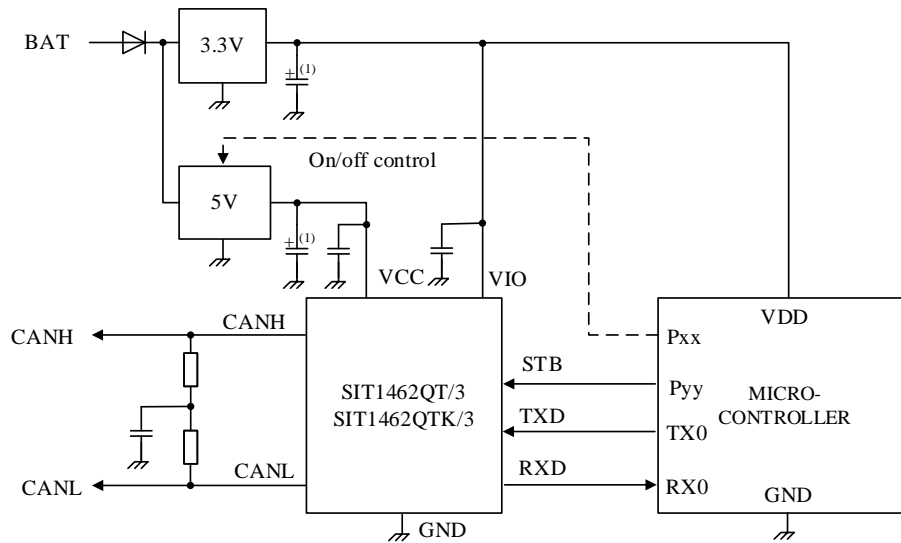 BAT
3.3V
+(1)
On/off control
5V
+(1)
VCC
VIO
CANH
CANH
VDD
Pxx
STB
Pyy
SIT1462QT/3
SIT1462QTK/3
MICRO-
CONTROLLER
TXD
TX0
CANL
CANL
RXD
RX0
GND
GND